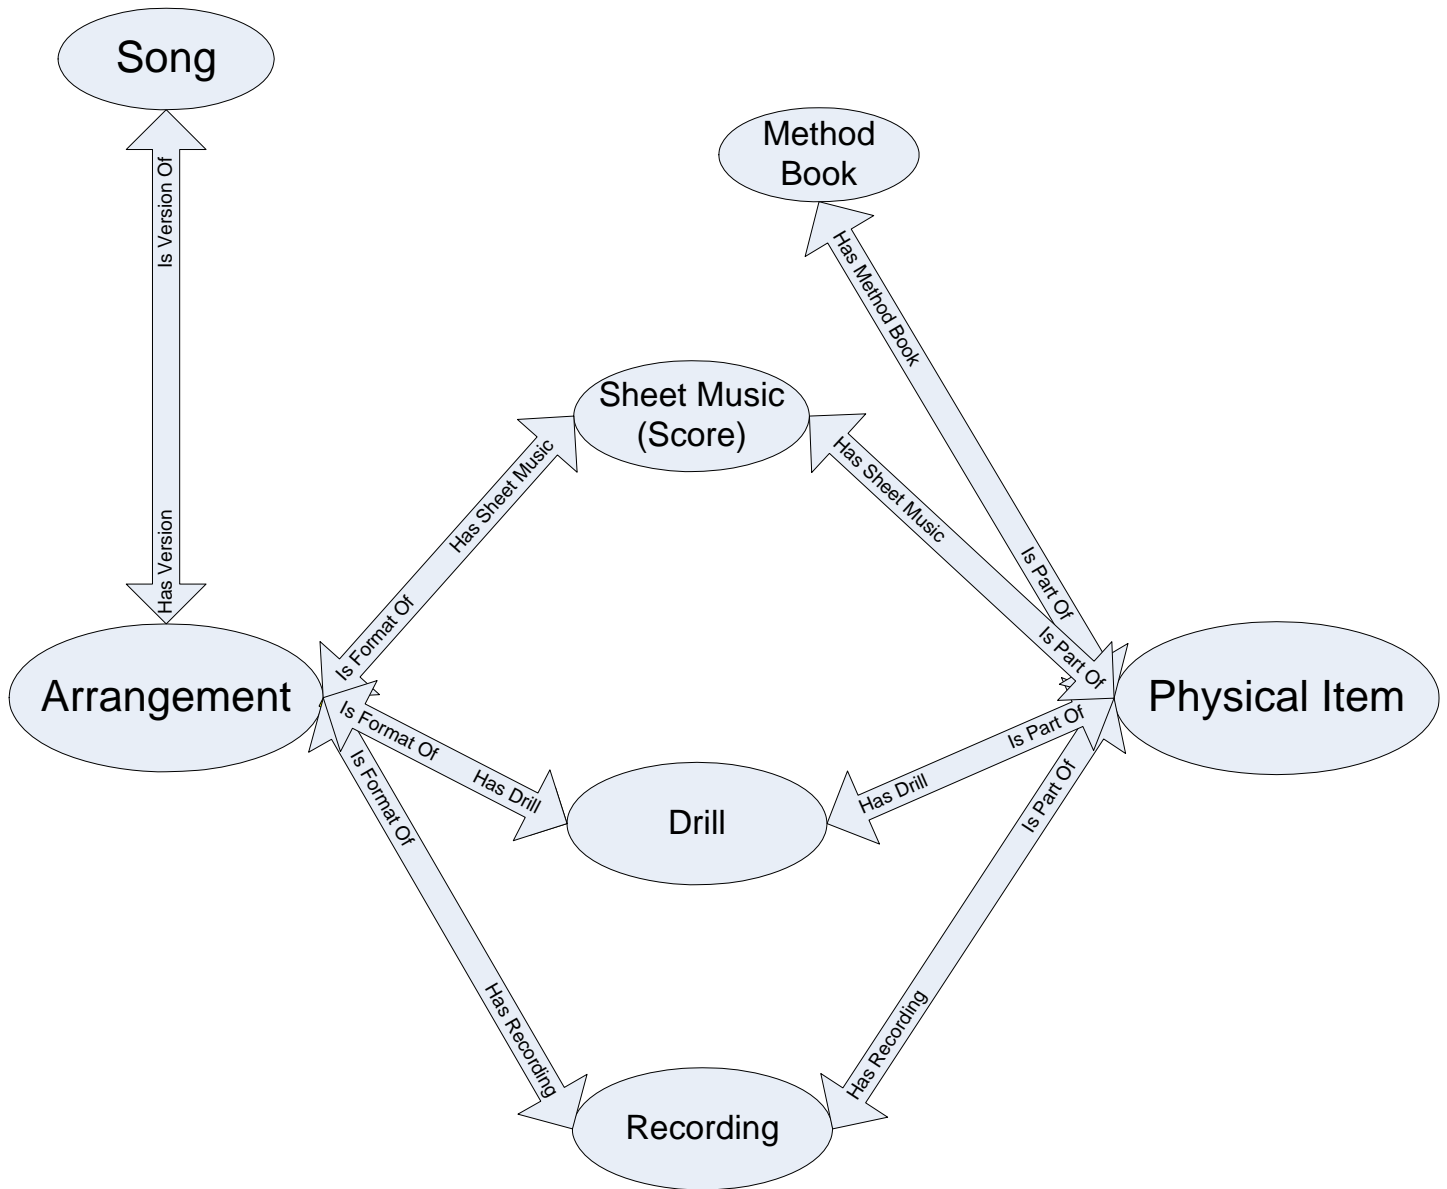 Song
Method
Book
Is Version Of
Has Version
Has Method Book
Is Part Of
Sheet Music
(Score)
Has Sheet Music
Is Format Of
Has Sheet Music
Is Part Of
Arrangement
Physical Item
Is Format Of
Has Drill
Is Part Of
Has Drill
Drill
Is Format Of
Has Recording
Is Part Of
Has Recording
Recording